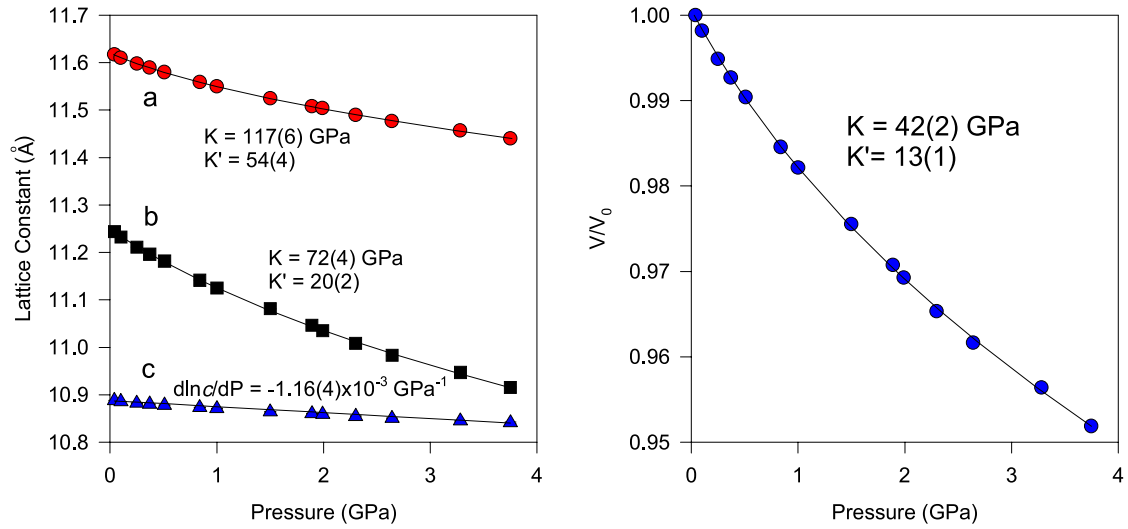 11.7
11.6
11.5
11.4
11.3
11.2
11.1
11.0
10.9
10.8
Lattice Constant (Å)
a
K = 117(6) GPa
K' = 54(4)
b
K = 72(4) GPa
K' = 20(2)
c
dlnc/dP = -1.16(4)x10⁻³ GPa⁻¹
0 1 2 3 4
Pressure (GPa)
1.00
0.99
0.98
0.97
0.96
0.95
V/V₀
K = 42(2) GPa
K'= 13(1)
0 1 2 3 4
Pressure (GPa)